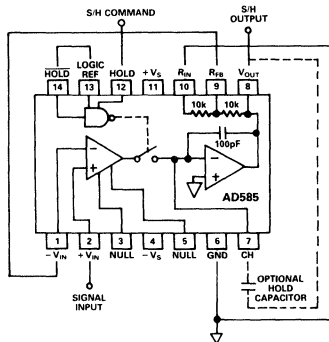 S/H COMMAND
S/H OUTPUT
HOLD LOGIC REF HOLD +VS RIN RFB VOUT
14 13 12 11 10 9 8
10k 10k
100pF
AD585
1 2 3 4 5 6 7
-VIN +VIN NULL -VS NULL GND CH
SIGNAL INPUT
OPTIONAL HOLD CAPACITOR